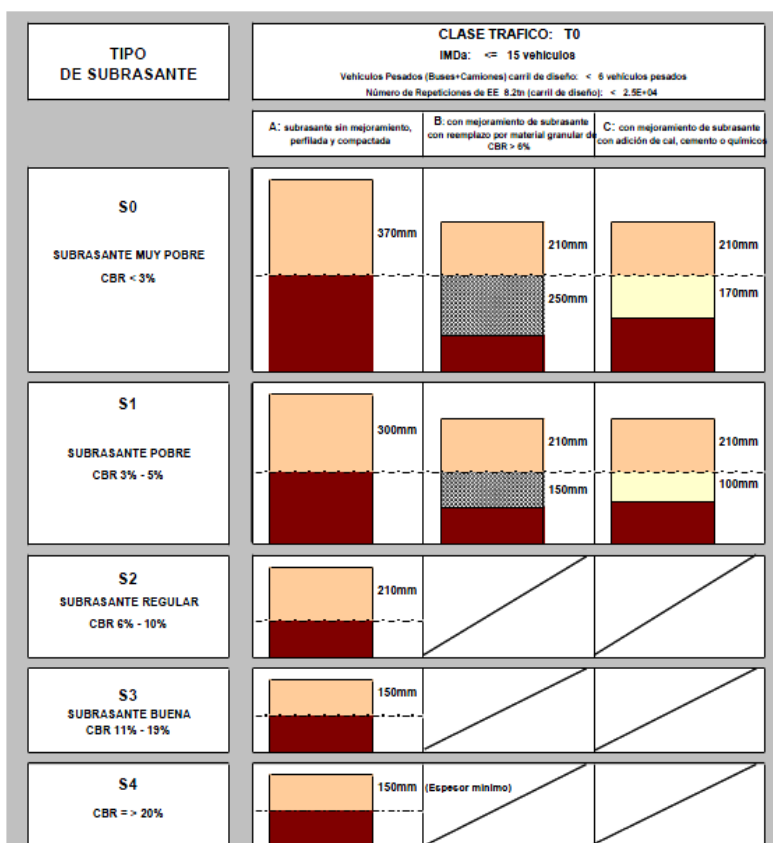 TIPO
DE SUBRASANTE
CLASE TRAFICO: T0
IMDa: <= 15 vehiculos
Vehículos Pesados (Buses+Camiones) carril de diseño: < 6 vehículos pesados
Número de Repeticiones de EE 8.2tn (carril de diseño): < 2.5E+04
A: subrasante sin mejoramiento,
perfilada y compactada
B: con mejoramiento de subrasante
con reemplazo por material granular de
CBR > 6%
C: con mejoramiento de subrasante
con adición de cal, cemento o químicos
S0
SUBRASANTE MUY POBRE
CBR < 3%
370mm
210mm
250mm
210mm
170mm
S1
SUBRASANTE POBRE
CBR 3% - 5%
300mm
210mm
150mm
210mm
100mm
S2
SUBRASANTE REGULAR
CBR 6% - 10%
210mm
S3
SUBRASANTE BUENA
CBR 11% - 19%
150mm
S4
CBR = > 20%
150mm (Espesor mínimo)